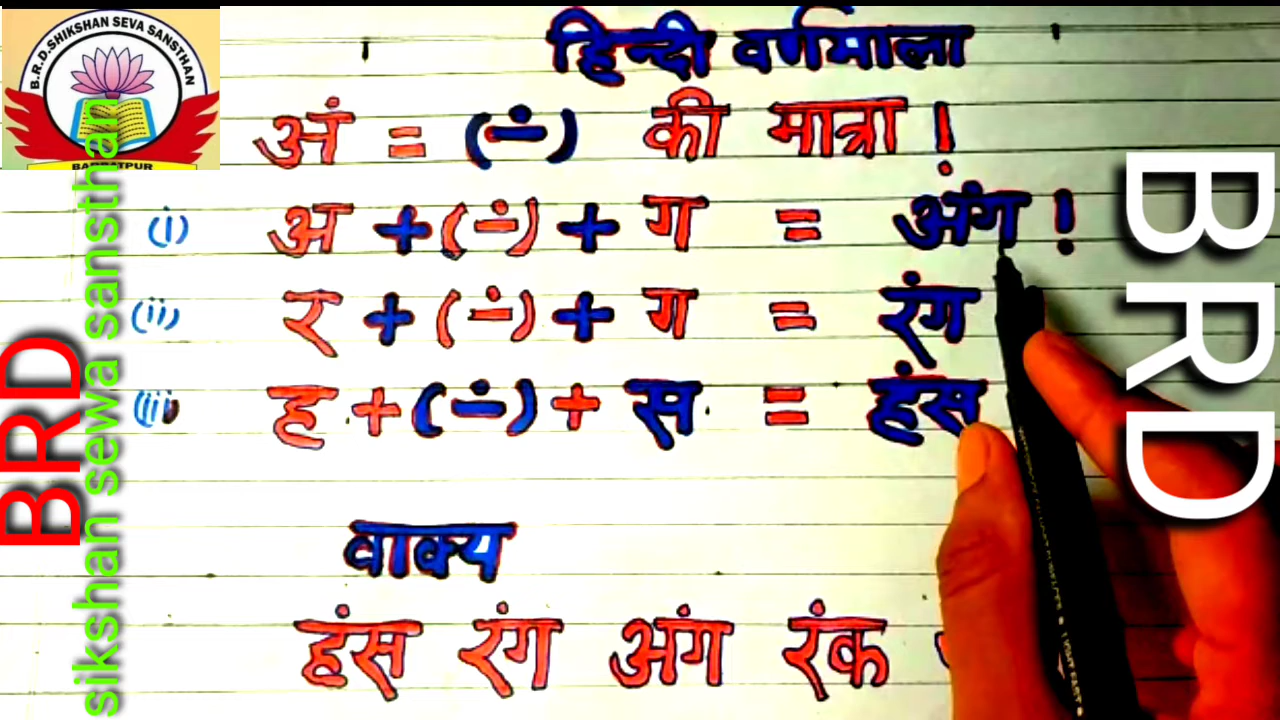 B.R.D.SHIKSHAN SEVA SANSTHAN
हिन्दी वर्णमाला
अं = (∸) की मात्रा !
(i) अ + (∸) + ग = अंग !
(ii) र + (∸) + ग = रंग
(iii) ह + (∸) + स = हंस
वाक्य
हंस रंग अंग रंक
BRD
sikshan sewa sansthan
BRD